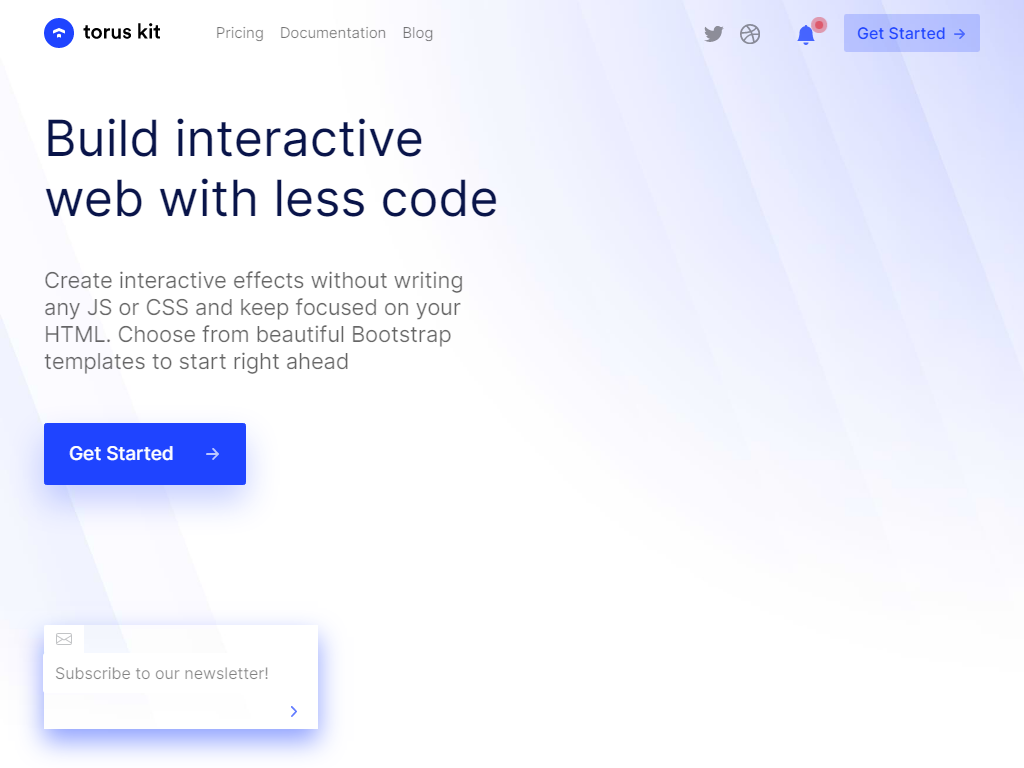 torus kit
Pricing
Documentation
Blog
Get Started
Build interactive
web with less code
Create interactive effects without writing
any JS or CSS and keep focused on your
HTML. Choose from beautiful Bootstrap
templates to start right ahead
Get Started
Subscribe to our newsletter!